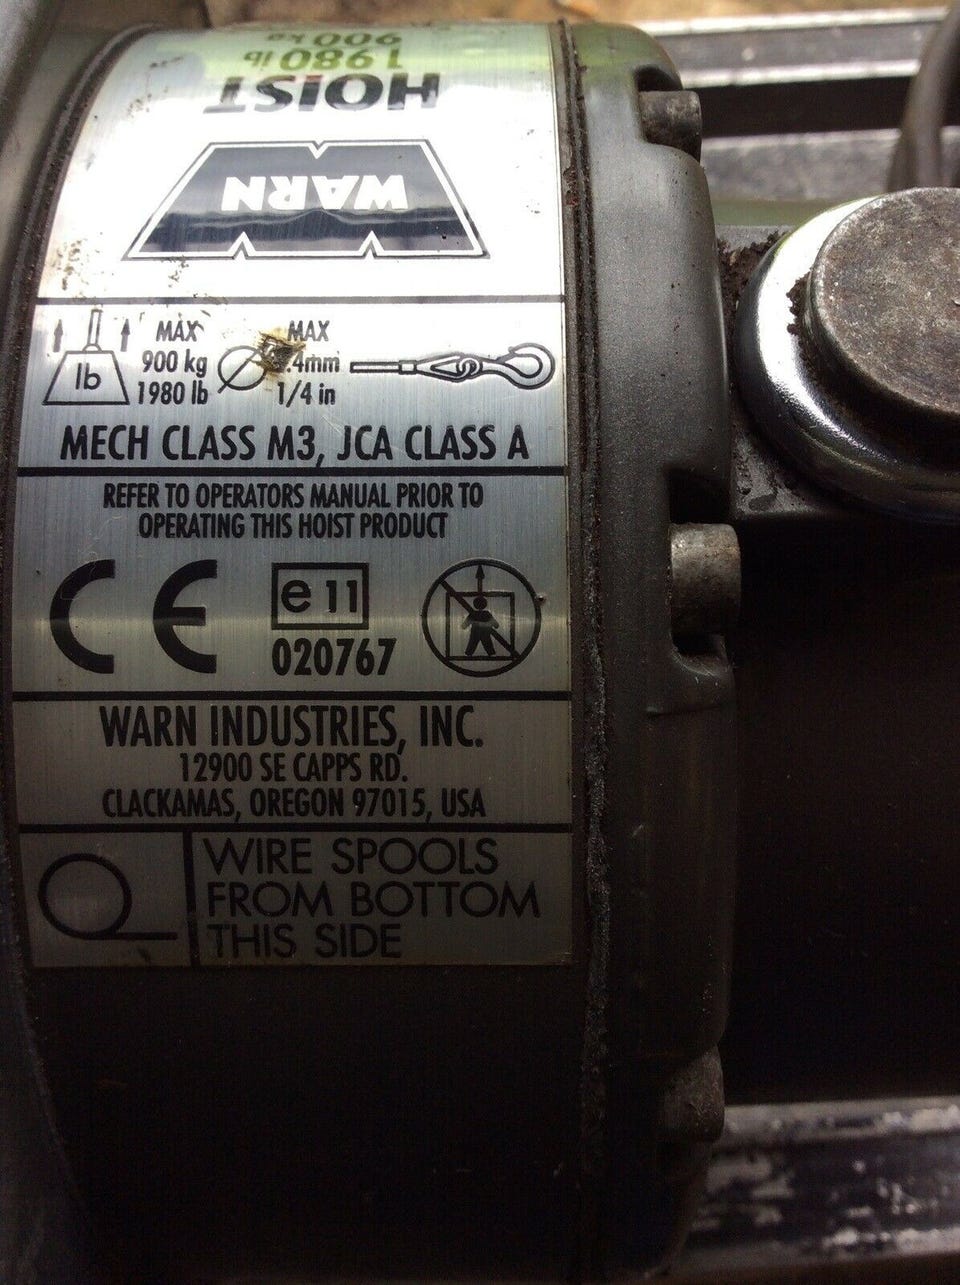 900 kg
1980 lb
HOIST
WARN
lb
MAX
900 kg
1980 lb
MAX
.4mm
1/4 in
MECH CLASS M3, JCA CLASS A
REFER TO OPERATORS MANUAL PRIOR TO
OPERATING THIS HOIST PRODUCT
CE
e 11
020767
WARN INDUSTRIES, INC.
12900 SE CAPPS RD.
CLACKAMAS, OREGON 97015, USA
WIRE SPOOLS
FROM BOTTOM
THIS SIDE